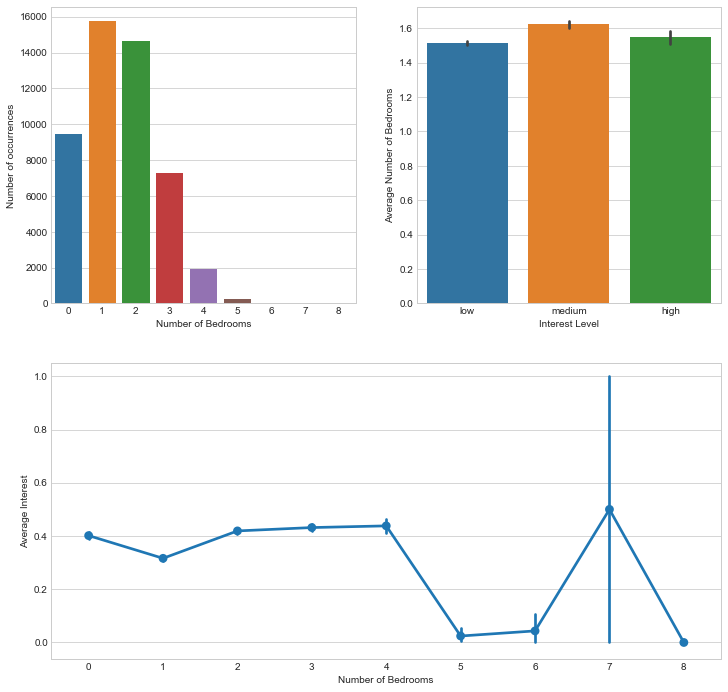 16000
14000
12000
10000
8000
6000
4000
2000
0
Number of occurrences
0 1 2 3 4 5 6 7 8
Number of Bedrooms
1.6
1.4
1.2
1.0
0.8
0.6
0.4
0.2
0.0
Average Number of Bedrooms
low medium high
Interest Level
1.0
0.8
0.6
0.4
0.2
0.0
Average Interest
0 1 2 3 4 5 6 7 8
Number of Bedrooms